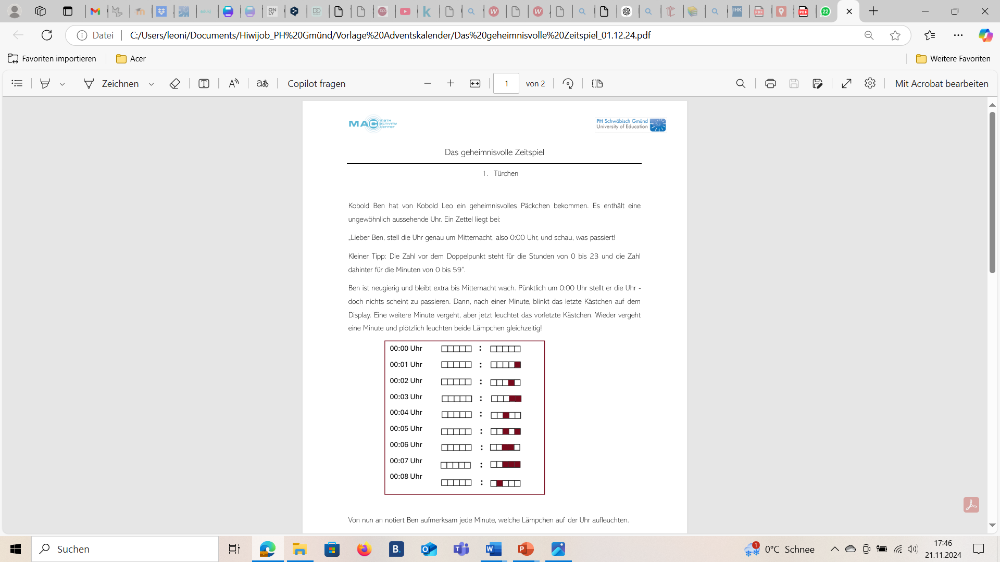 22
Datei
C:/Users/leoni/Documents/Hiwijob_PH%20Gmünd/Vorlage%20Adventskalender/Das%20geheimnisvolle%20Zeitspiel_01.12.24.pdf
Favoriten importieren
Acer
Weitere Favoriten
Zeichnen
Copilot fragen
1
von 2
Mit Acrobat bearbeiten
MAC math activity center
PH Schwäbisch Gmünd
University of Education
Das geheimnisvolle Zeitspiel
1. Türchen
Kobold Ben hat von Kobold Leo ein geheimnisvolles Päckchen bekommen. Es enthält eine
ungewöhnlich aussehende Uhr. Ein Zettel liegt bei:
„Lieber Ben, stell die Uhr genau um Mitternacht, also 0:00 Uhr, und schau, was passiert!
Kleiner Tipp: Die Zahl vor dem Doppelpunkt steht für die Stunden von 0 bis 23 und die Zahl
dahinter für die Minuten von 0 bis 59“.
Ben ist neugierig und bleibt extra bis Mitternacht wach. Pünktlich um 0:00 Uhr stellt er die Uhr -
doch nichts scheint zu passieren. Dann, nach einer Minute, blinkt das letzte Kästchen auf dem
Display. Eine weitere Minute vergeht, aber jetzt leuchtet das vorletzte Kästchen. Wieder vergeht
eine Minute und plötzlich leuchten beide Lämpchen gleichzeitig!
00:00 Uhr :
00:01 Uhr :
00:02 Uhr :
00:03 Uhr :
00:04 Uhr :
00:05 Uhr :
00:06 Uhr :
00:07 Uhr :
00:08 Uhr :
Von nun an notiert Ben aufmerksam jede Minute, welche Lämpchen auf der Uhr aufleuchten.
Suchen
1
0°C Schnee
17:46
21.11.2024